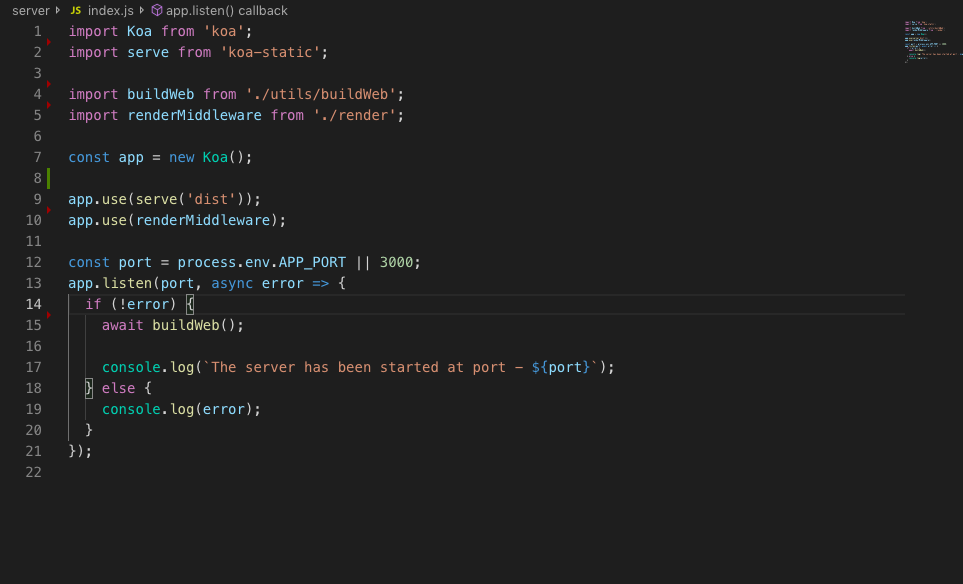 server index.js app.listen() callback
1 import Koa from 'koa';
2 import serve from 'koa-static';
3
4 import buildWeb from './utils/buildWeb';
5 import renderMiddleware from './render';
6
7 const app = new Koa();
8
9 app.use(serve('dist'));
10 app.use(renderMiddleware);
11
12 const port = process.env.APP_PORT || 3000;
13 app.listen(port, async error => {
14   if (!error) {
15     await buildWeb();
16
17     console.log(`The server has been started at port - ${port}`);
18   } else {
19     console.log(error);
20   }
21 });
22